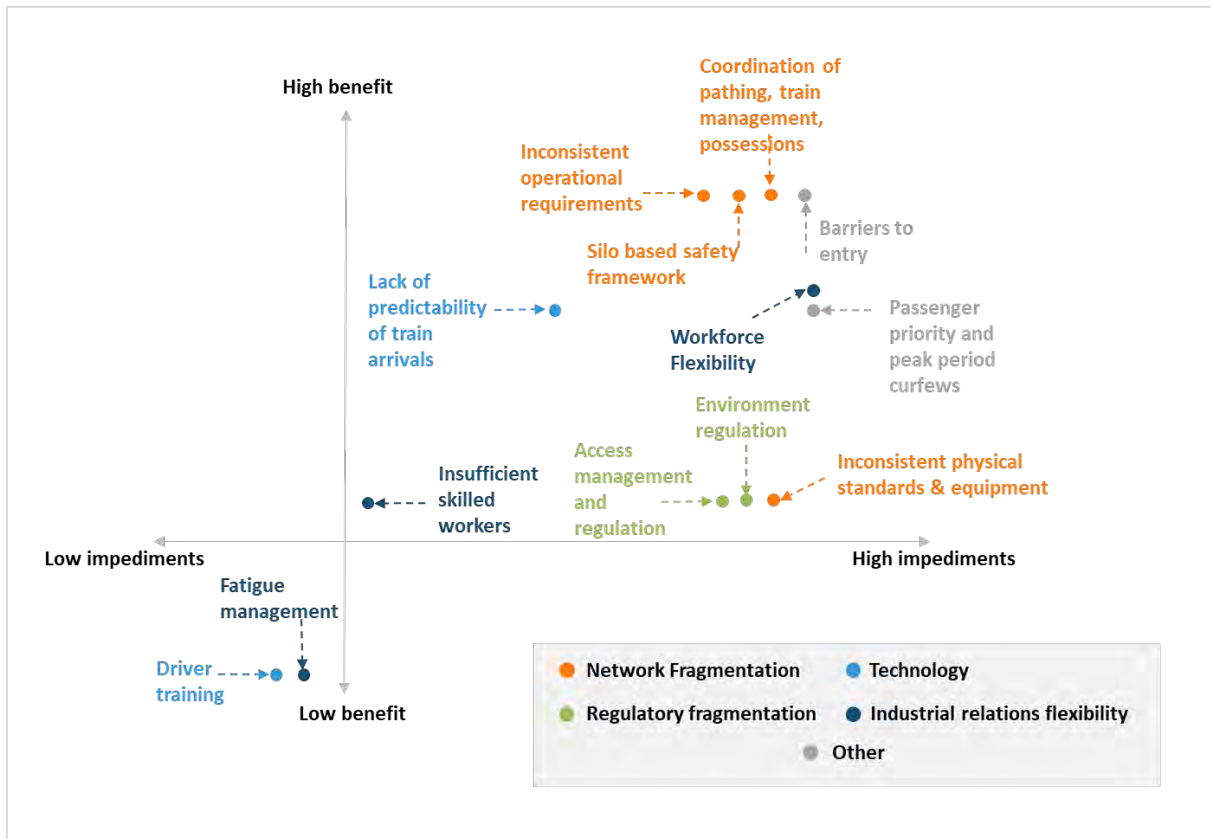 High benefit
Coordination of
pathing, train
management,
possessions
Inconsistent
operational
requirements
Silo based safety
framework
Barriers to
entry
Lack of
predictability
of train
arrivals
Workforce
Flexibility
Passenger
priority and
peak period
curfews
Environment
regulation
Access
management
and
regulation
Insufficient
skilled
workers
Inconsistent physical
standards & equipment
Low impediments
High impediments
Fatigue
management
Driver
training
Low benefit
Network Fragmentation
Technology
Regulatory fragmentation
Industrial relations flexibility
Other